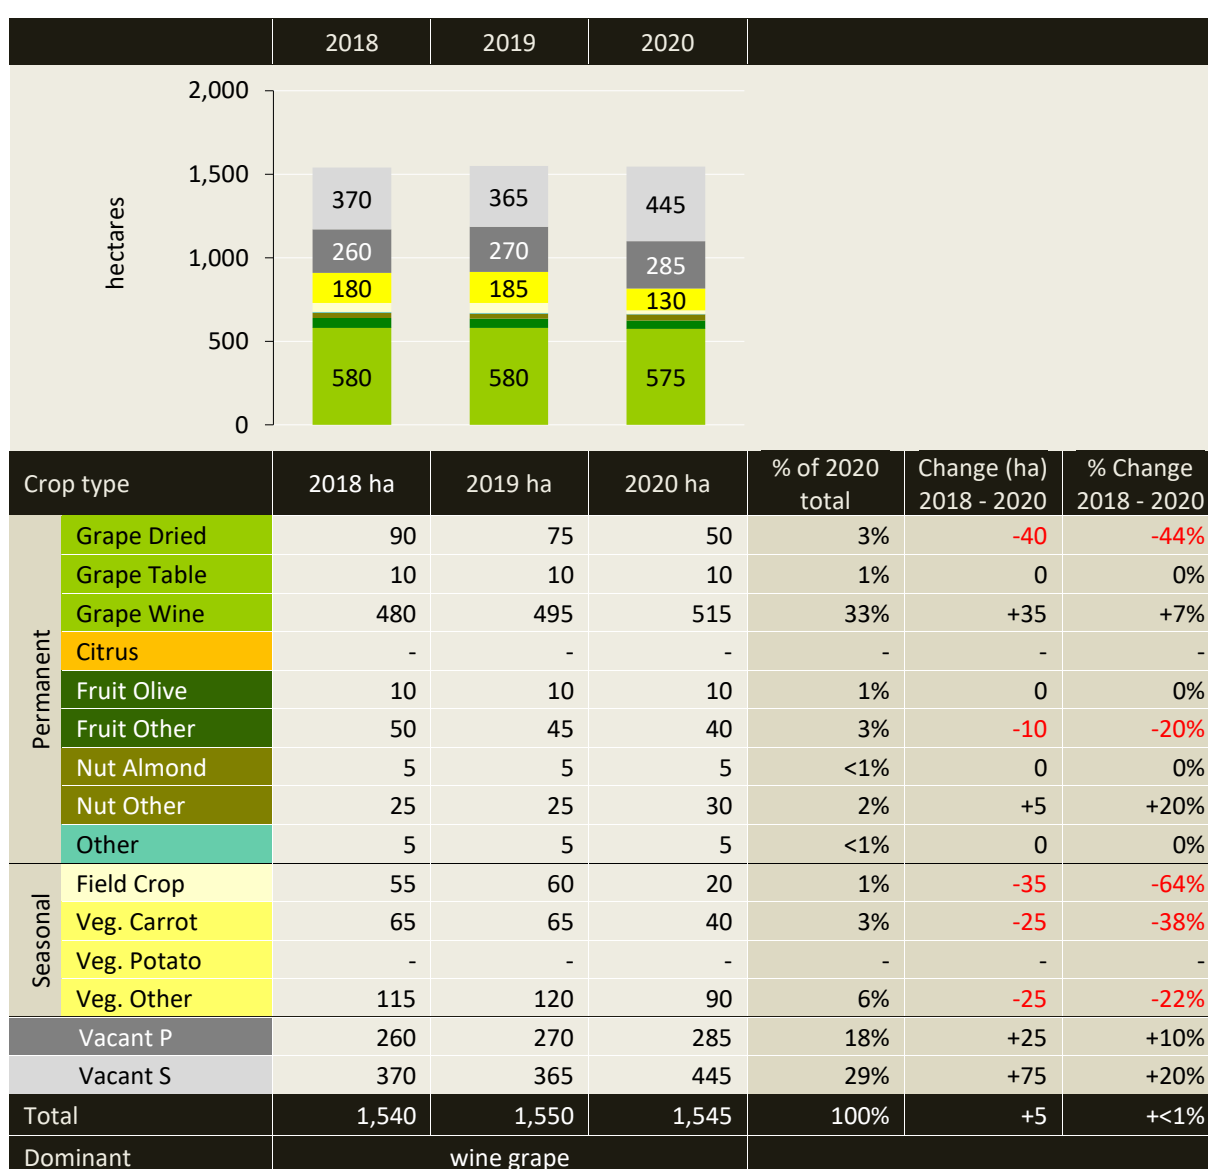 2018 2019 2020
2,000
1,500
1,000
500
0
hectares
370 365 445
260 270 285
180 185 130
580 580 575
Crop type 2018 ha 2019 ha 2020 ha % of 2020 total Change (ha) 2018 - 2020 % Change 2018 - 2020
Permanent
Grape Dried 90 75 50 3% -40 -44%
Grape Table 10 10 10 1% 0 0%
Grape Wine 480 495 515 33% +35 +7%
Citrus - - - - - -
Fruit Olive 10 10 10 1% 0 0%
Fruit Other 50 45 40 3% -10 -20%
Nut Almond 5 5 5 <1% 0 0%
Nut Other 25 25 30 2% +5 +20%
Other 5 5 5 <1% 0 0%
Seasonal
Field Crop 55 60 20 1% -35 -64%
Veg. Carrot 65 65 40 3% -25 -38%
Veg. Potato - - - - - -
Veg. Other 115 120 90 6% -25 -22%
Vacant P 260 270 285 18% +25 +10%
Vacant S 370 365 445 29% +75 +20%
Total 1,540 1,550 1,545 100% +5 +<1%
Dominant wine grape